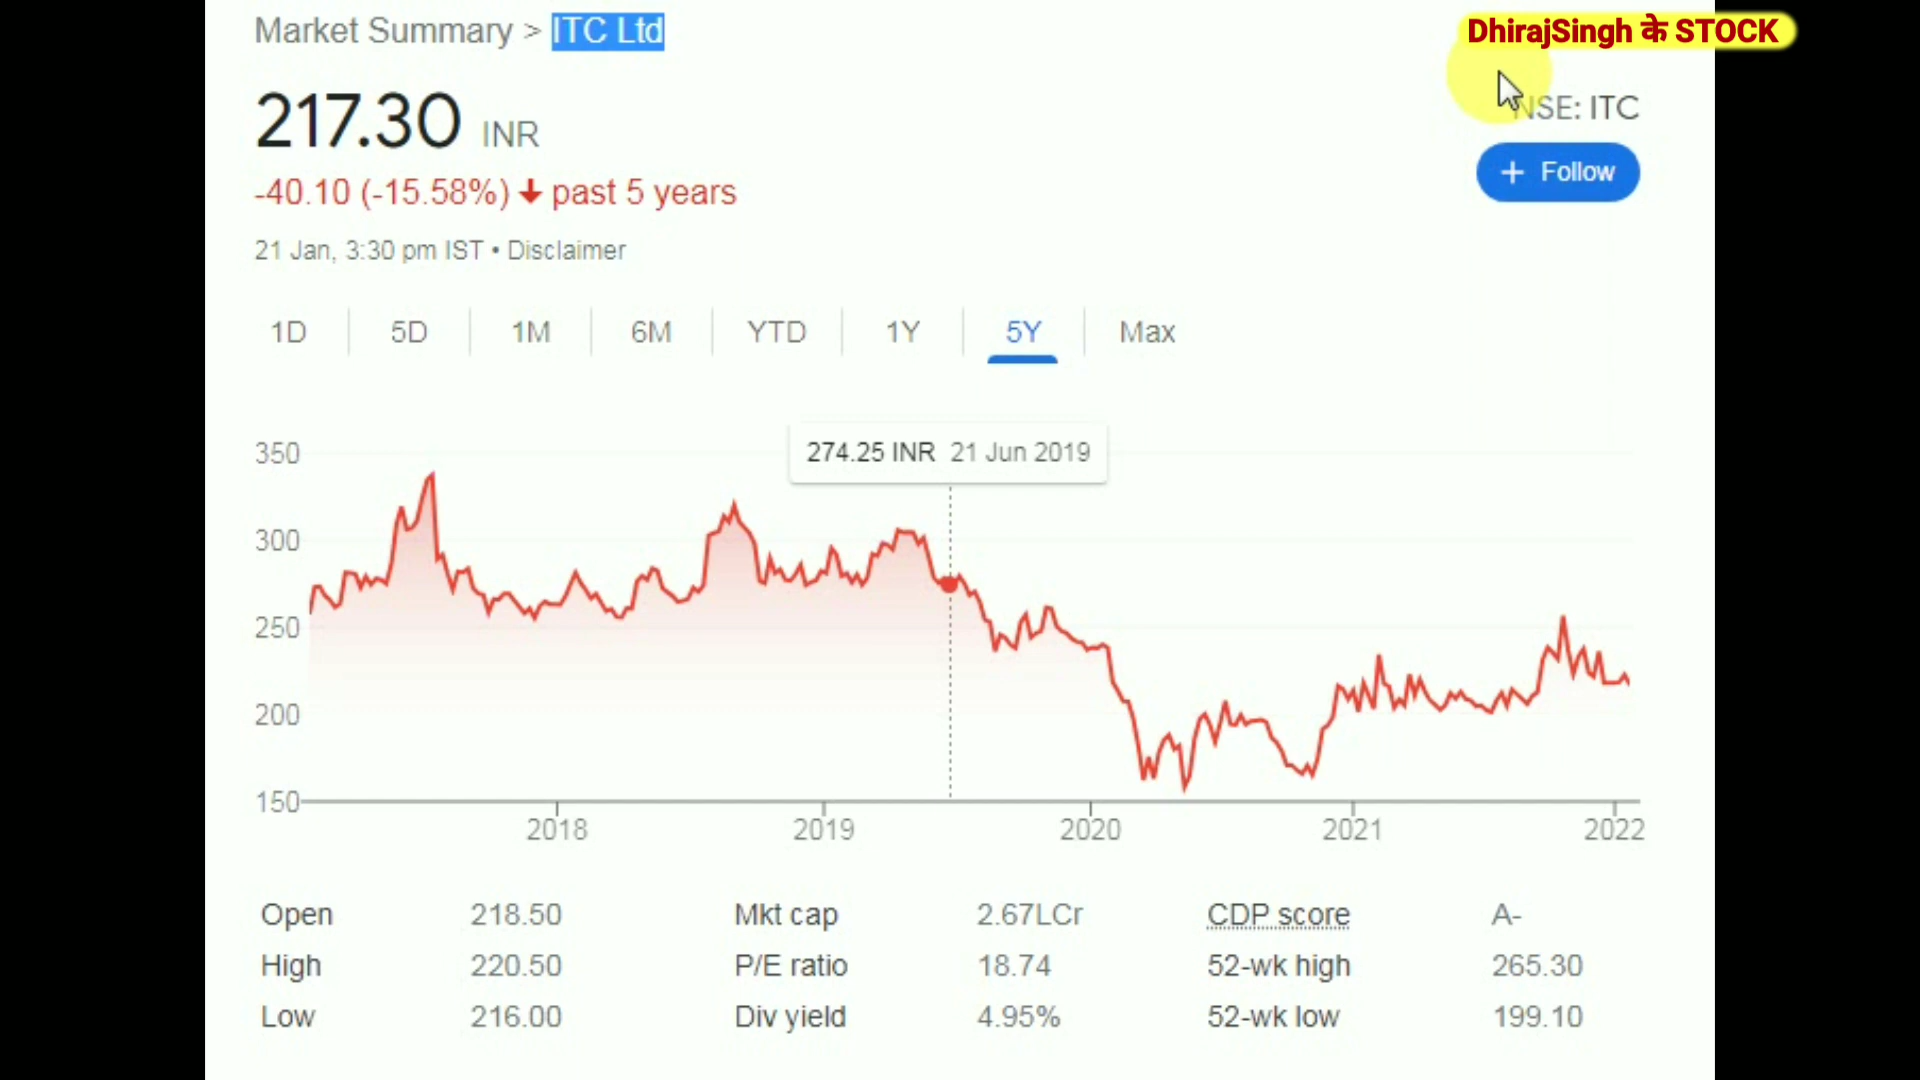 Market Summary > ITC Ltd
DhirajSingh के STOCK
217.30 INR
NSE: ITC
-40.10 (-15.58%) ↓ past 5 years
+ Follow
21 Jan, 3:30 pm IST • Disclaimer
1D 5D 1M 6M YTD 1Y 5Y Max
274.25 INR 21 Jun 2019
350
300
250
200
150
2018 2019 2020 2021 2022
Open 218.50 Mkt cap 2.67LCr CDP score A-
High 220.50 P/E ratio 18.74 52-wk high 265.30
Low 216.00 Div yield 4.95% 52-wk low 199.10